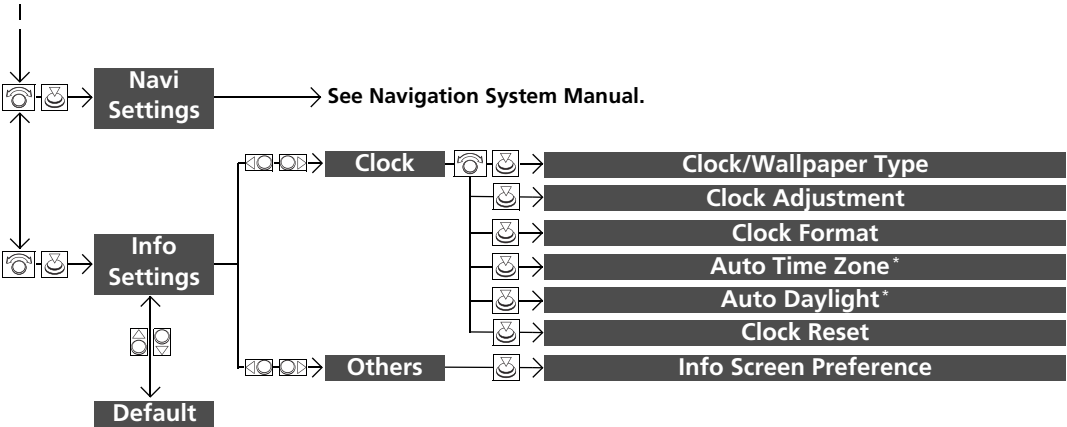 Navi
Settings
See Navigation System Manual.
Clock
Clock/Wallpaper Type
Clock Adjustment
Clock Format
Info
Settings
Auto Time Zone*
Auto Daylight*
Clock Reset
Others
Info Screen Preference
Default